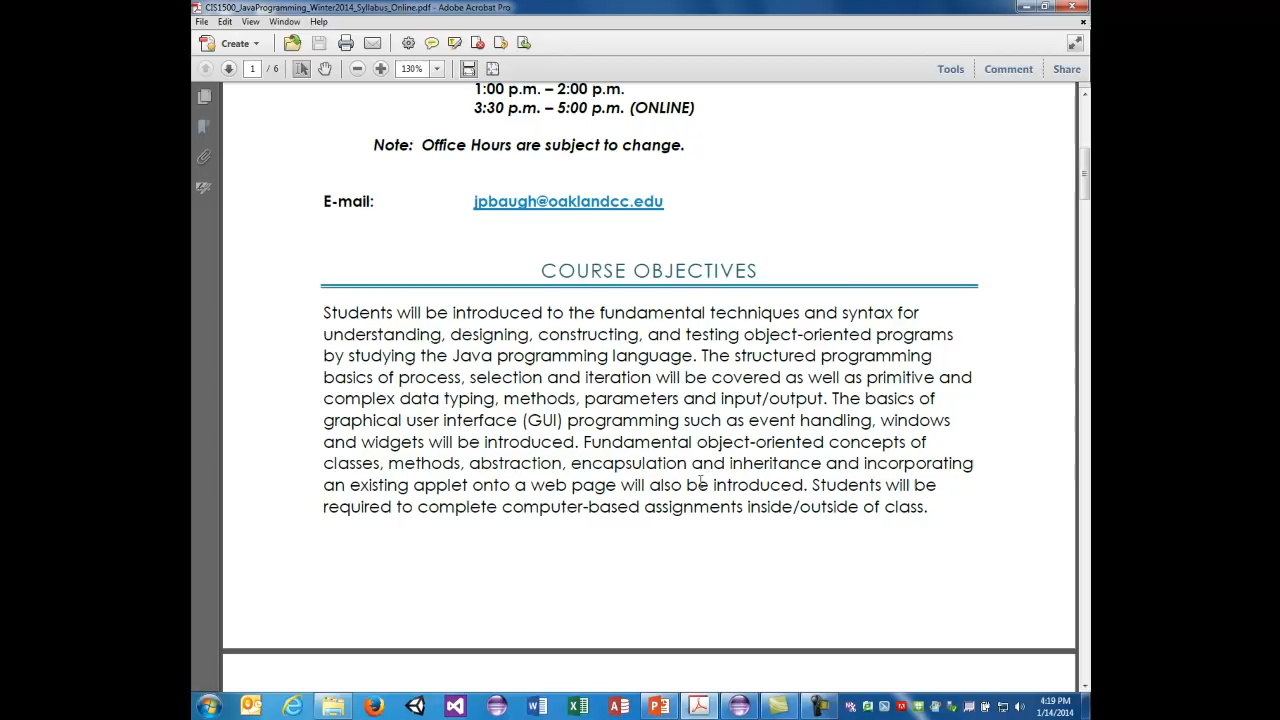 CIS1500_JavaProgramming_Winter2014_Syllabus_Online.pdf - Adobe Acrobat Pro
File Edit View Window Help
Create
1 / 6 130% Tools Comment Share
1:00 p.m. – 2:00 p.m.
3:30 p.m. – 5:00 p.m. (ONLINE)
Note: Office Hours are subject to change.
E-mail: jpbaugh@oaklandcc.edu
COURSE OBJECTIVES
Students will be introduced to the fundamental techniques and syntax for
understanding, designing, constructing, and testing object-oriented programs
by studying the Java programming language. The structured programming
basics of process, selection and iteration will be covered as well as primitive and
complex data typing, methods, parameters and input/output. The basics of
graphical user interface (GUI) programming such as event handling, windows
and widgets will be introduced. Fundamental object-oriented concepts of
classes, methods, abstraction, encapsulation and inheritance and incorporating
an existing applet onto a web page will also be introduced. Students will be
required to complete computer-based assignments inside/outside of class.
4:19 PM
1/14/2014